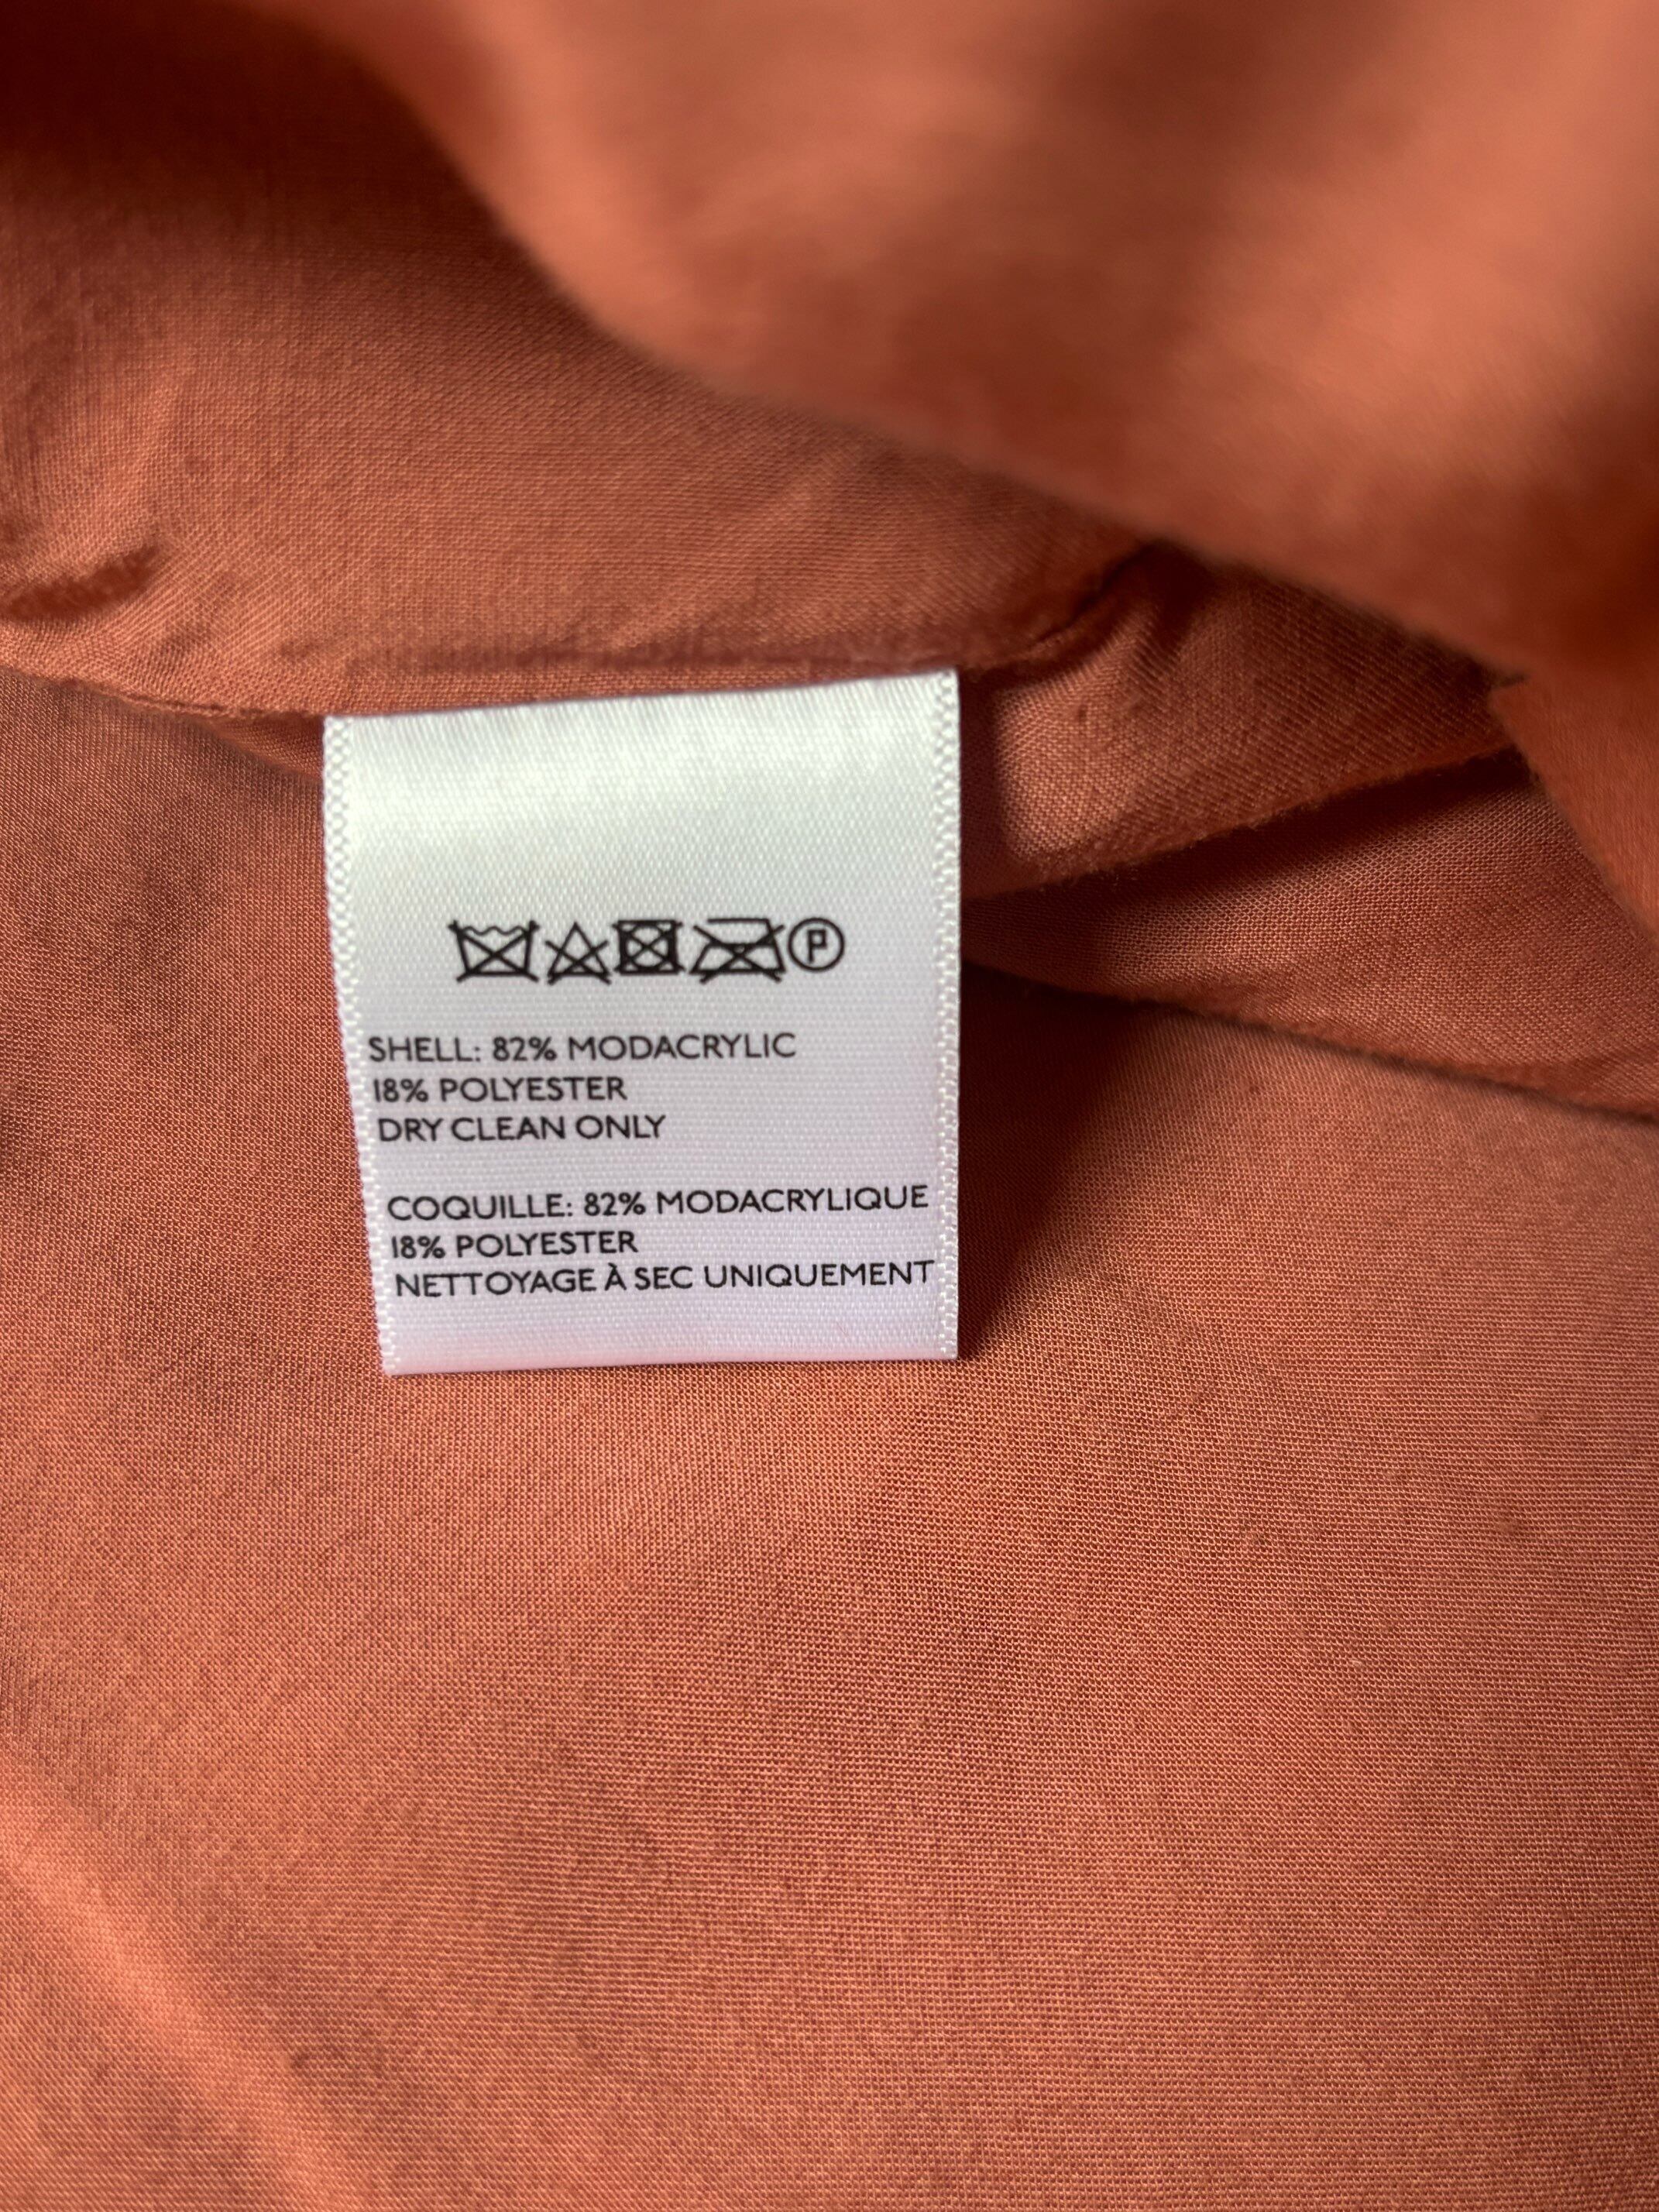 P
SHELL: 82% MODACRYLIC
18% POLYESTER
DRY CLEAN ONLY
COQUILLE: 82% MODACRYLIQUE
18% POLYESTER
NETTOYAGE À SEC UNIQUEMENT